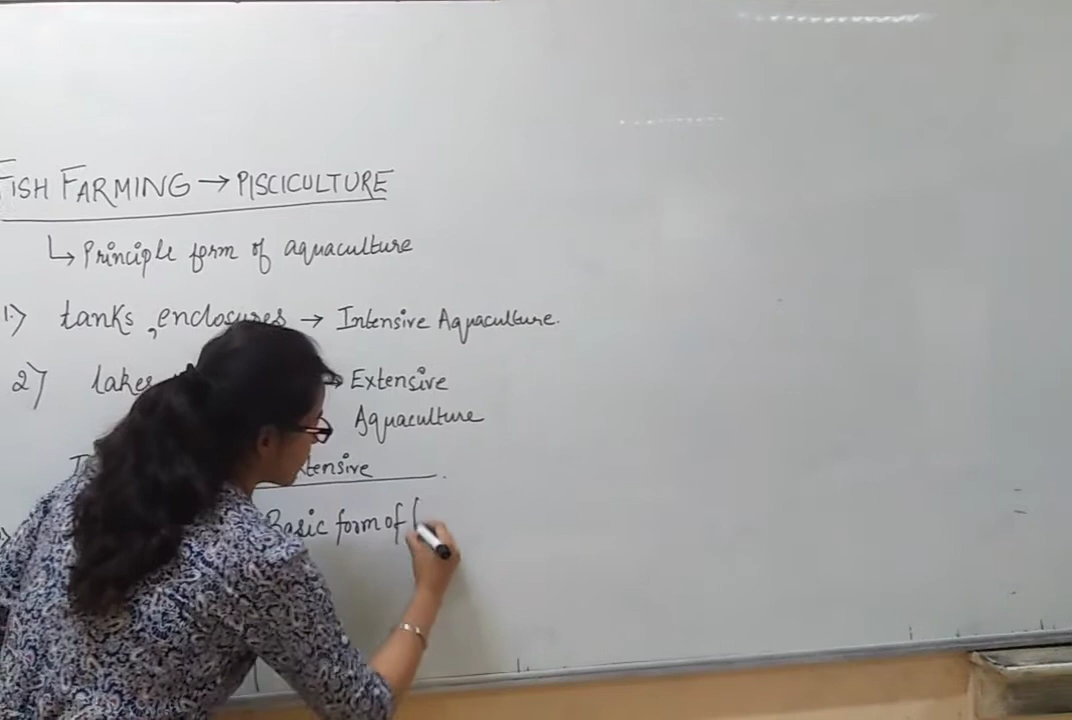 FISH FARMING → PISCICULTURE
↳ Principle form of aquaculture
1.) tanks, enclosures → Intensive Aquaculture.
2) lakes → Extensive
Aquaculture
Basic form of